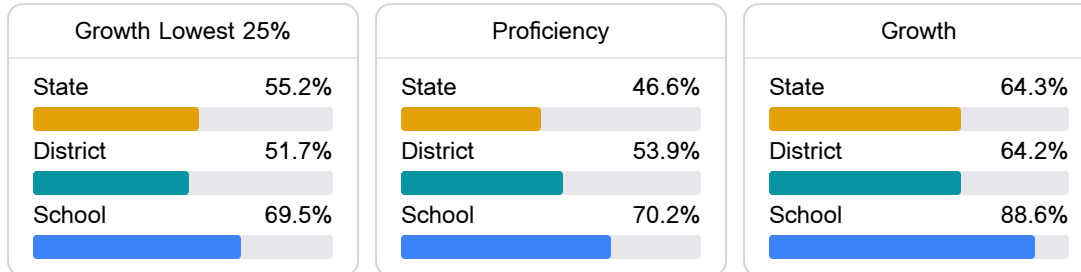 Growth Lowest 25%
State 55.2%
District 51.7%
School 69.5%
Proficiency
State 46.6%
District 53.9%
School 70.2%
Growth
State 64.3%
District 64.2%
School 88.6%